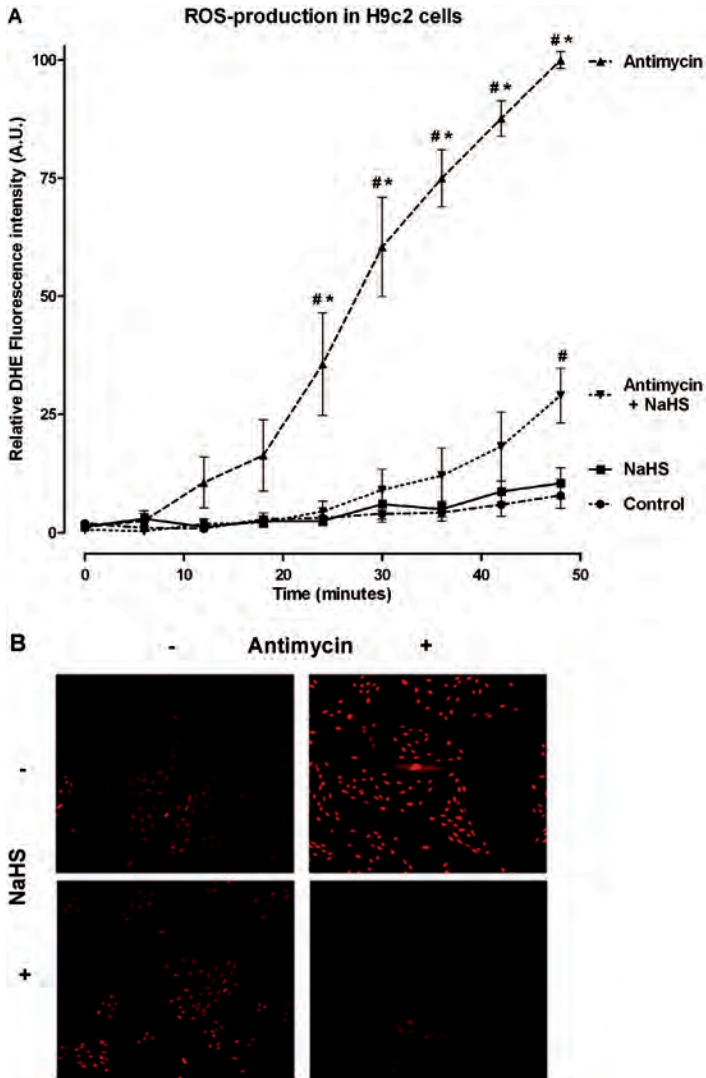 A
ROS-production in H9c2 cells
Relative DHE Fluorescence intensity (A.U.)
100
75
50
25
0
# *
# *
# *
# *
# *
#
Antimycin
Antimycin
+ NaHS
NaHS
Control
0 10 20 30 40 50
Time (minutes)
B
- Antimycin +
NaHS
-
+